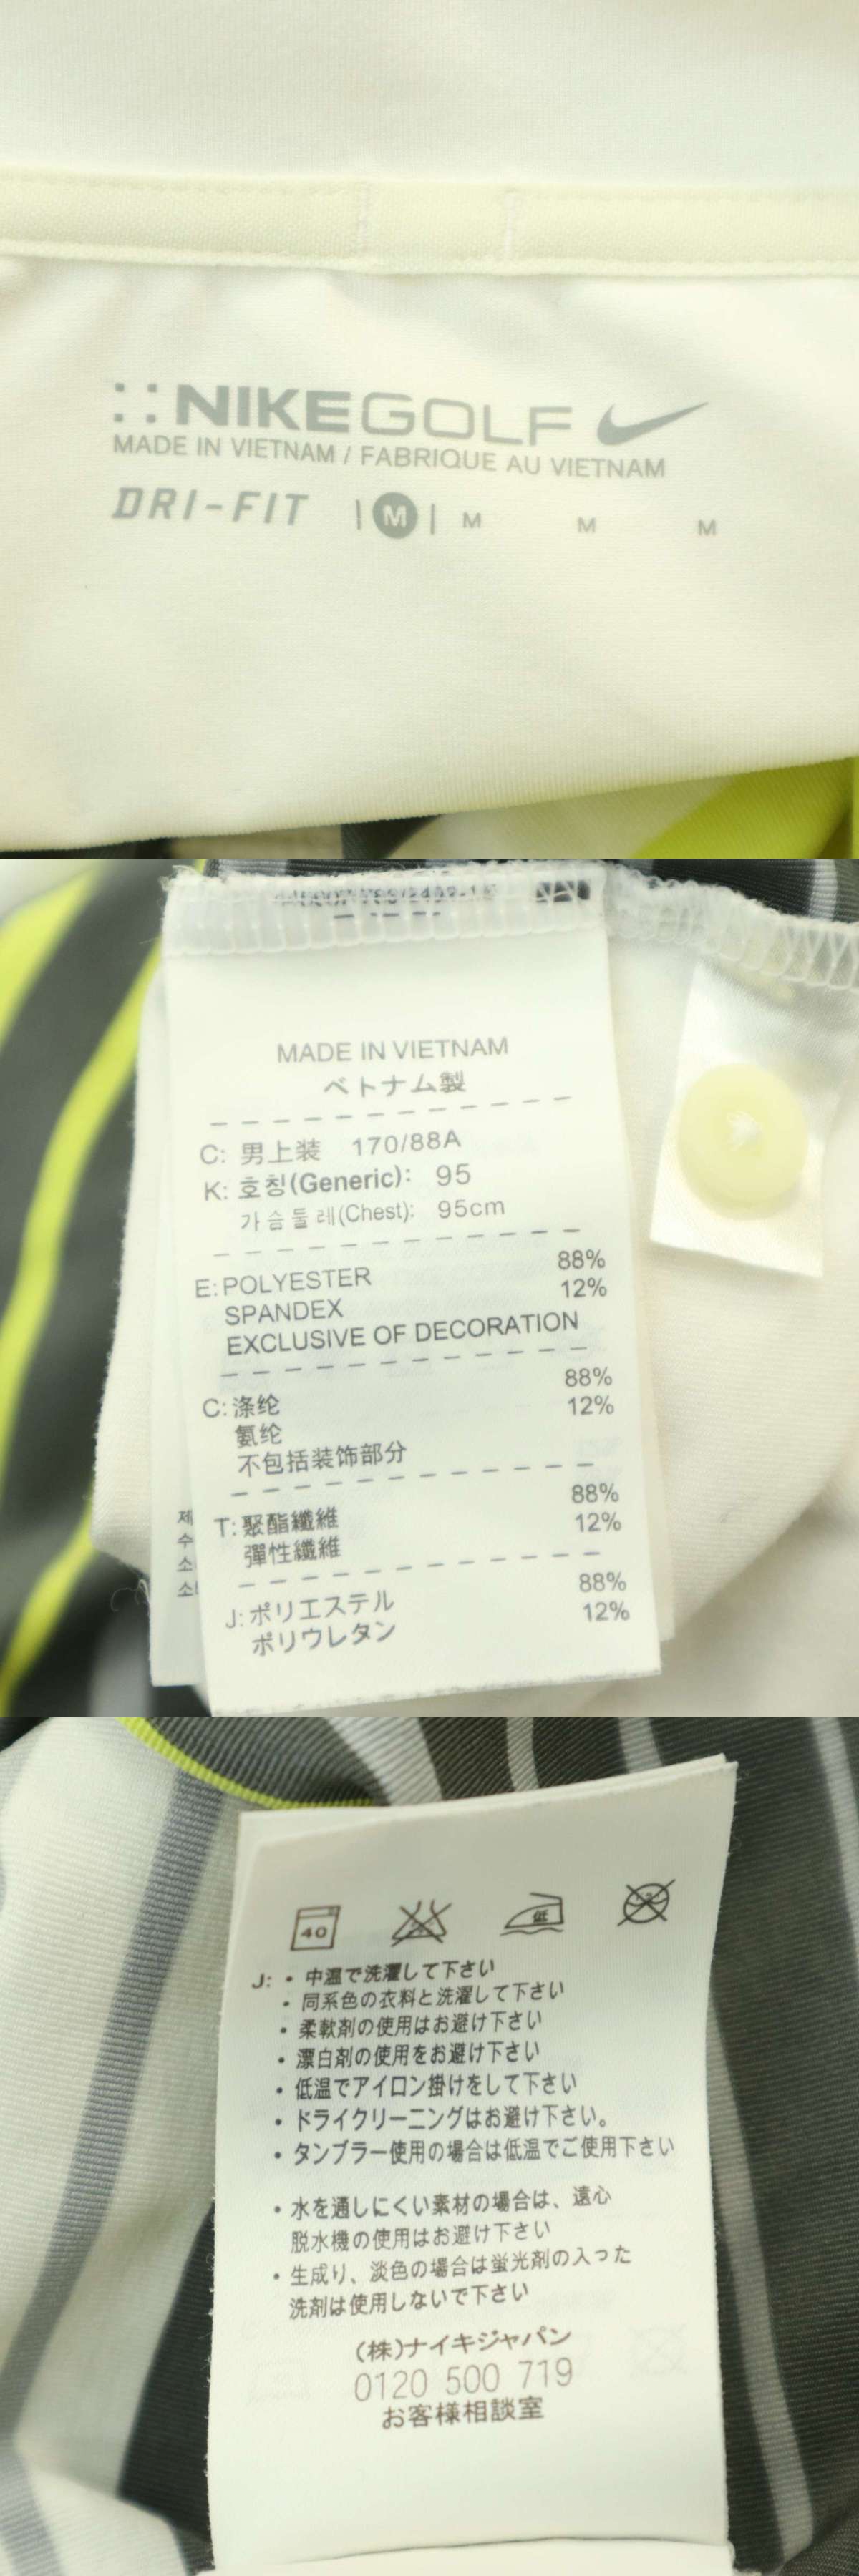 NIKEGOLF
MADE IN VIETNAM / FABRIQUE AU VIETNAM
DRI-FIT | M | M M M
MADE IN VIETNAM
ベトナム製
C: 男上装 170/88A
K: 호칭(Generic): 95
가슴둘레(Chest): 95cm
E: POLYESTER 88%
SPANDEX 12%
EXCLUSIVE OF DECORATION
C: 涤纶 88%
氨纶 12%
不包括装饰部分
T: 聚酯纖維 88%
彈性纖維 12%
J: ポリエステル 88%
ポリウレタン 12%
제
수
소
40
低
J: • 中温で洗濯して下さい
• 同系色の衣料と洗濯して下さい
• 柔軟剤の使用はお避け下さい
• 漂白剤の使用をお避け下さい
• 低温でアイロン掛けをして下さい
• ドライクリーニングはお避け下さい。
• タンブラー使用の場合は低温でご使用下さい
• 水を通しにくい素材の場合は、遠心
脱水機の使用はお避け下さい
• 生成り、淡色の場合は蛍光剤の入った
洗剤は使用しないで下さい
(株)ナイキジャパン
0120 500 719
お客様相談室